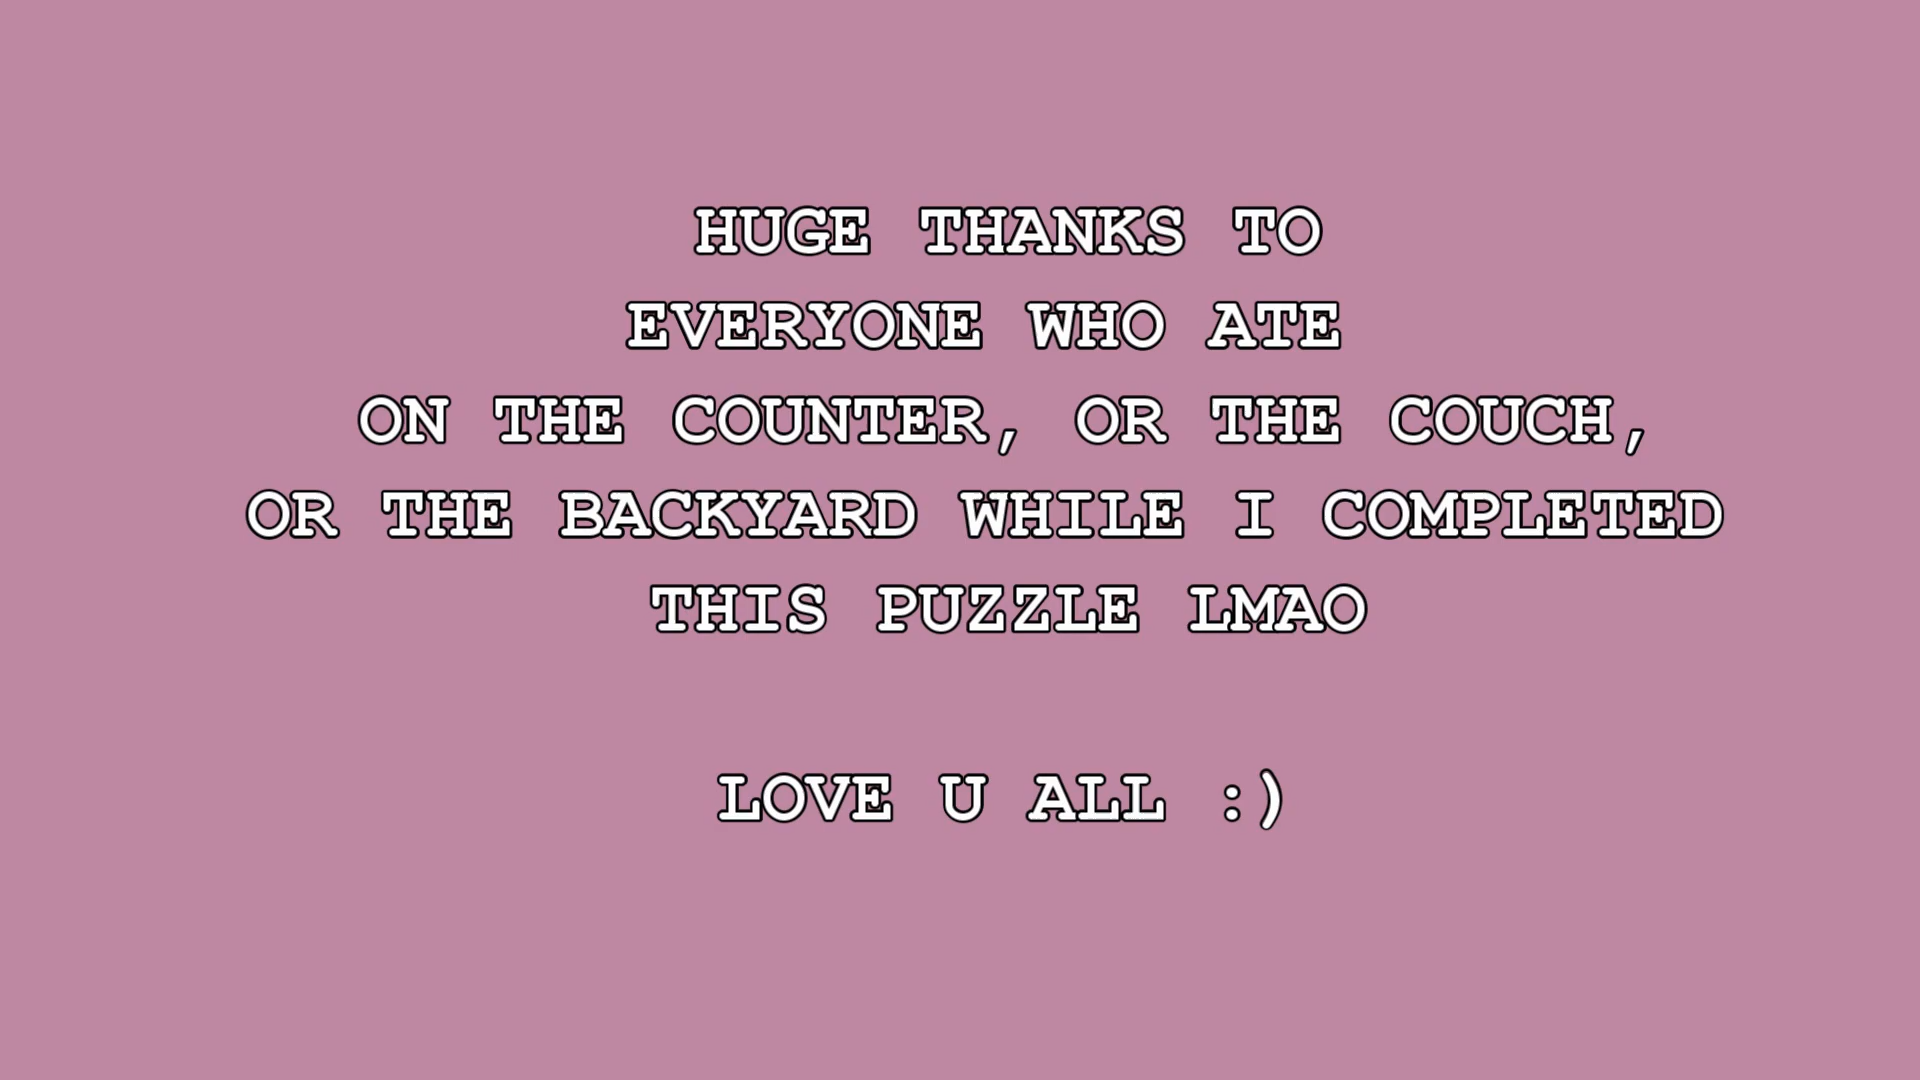 HUGE THANKS TO
EVERYONE WHO ATE
ON THE COUNTER, OR THE COUCH,
OR THE BACKYARD WHILE I COMPLETED
THIS PUZZLE LMAO
LOVE U ALL :)